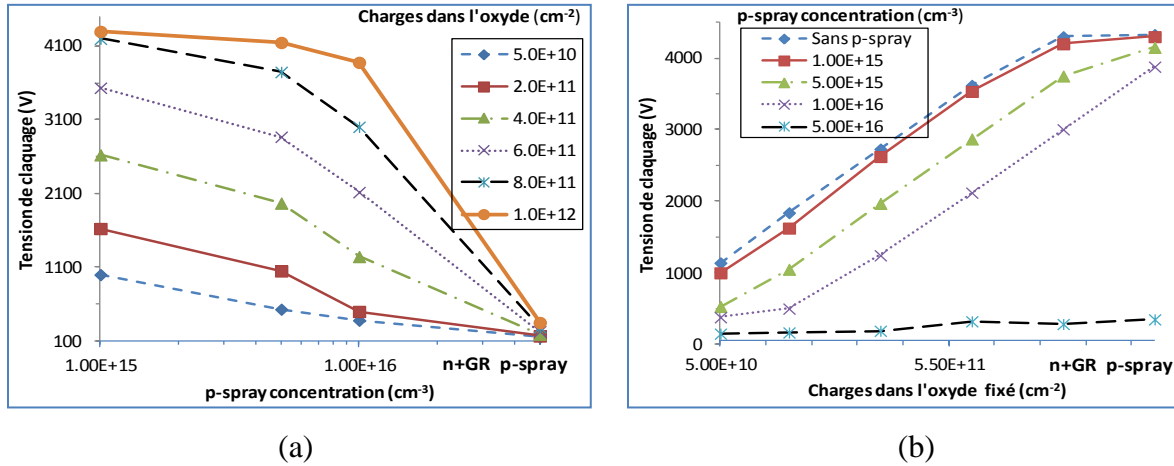 Charges dans l'oxyde (cm-2)
4100
3100
2100
1100
100
Tension de claquage (V)
5.0E+10
2.0E+11
4.0E+11
6.0E+11
8.0E+11
1.0E+12
1.00E+15
1.00E+16
n+GR p-spray
p-spray concentration (cm-3)
(a)
p-spray concentration (cm-3)
4000
3000
2000
1000
0
Tension de claquage (V)
Sans p-spray
1.00E+15
5.00E+15
1.00E+16
5.00E+16
5.00E+10
5.50E+11
n+GR p-spray
Charges dans l'oxyde fixé (cm-2)
(b)